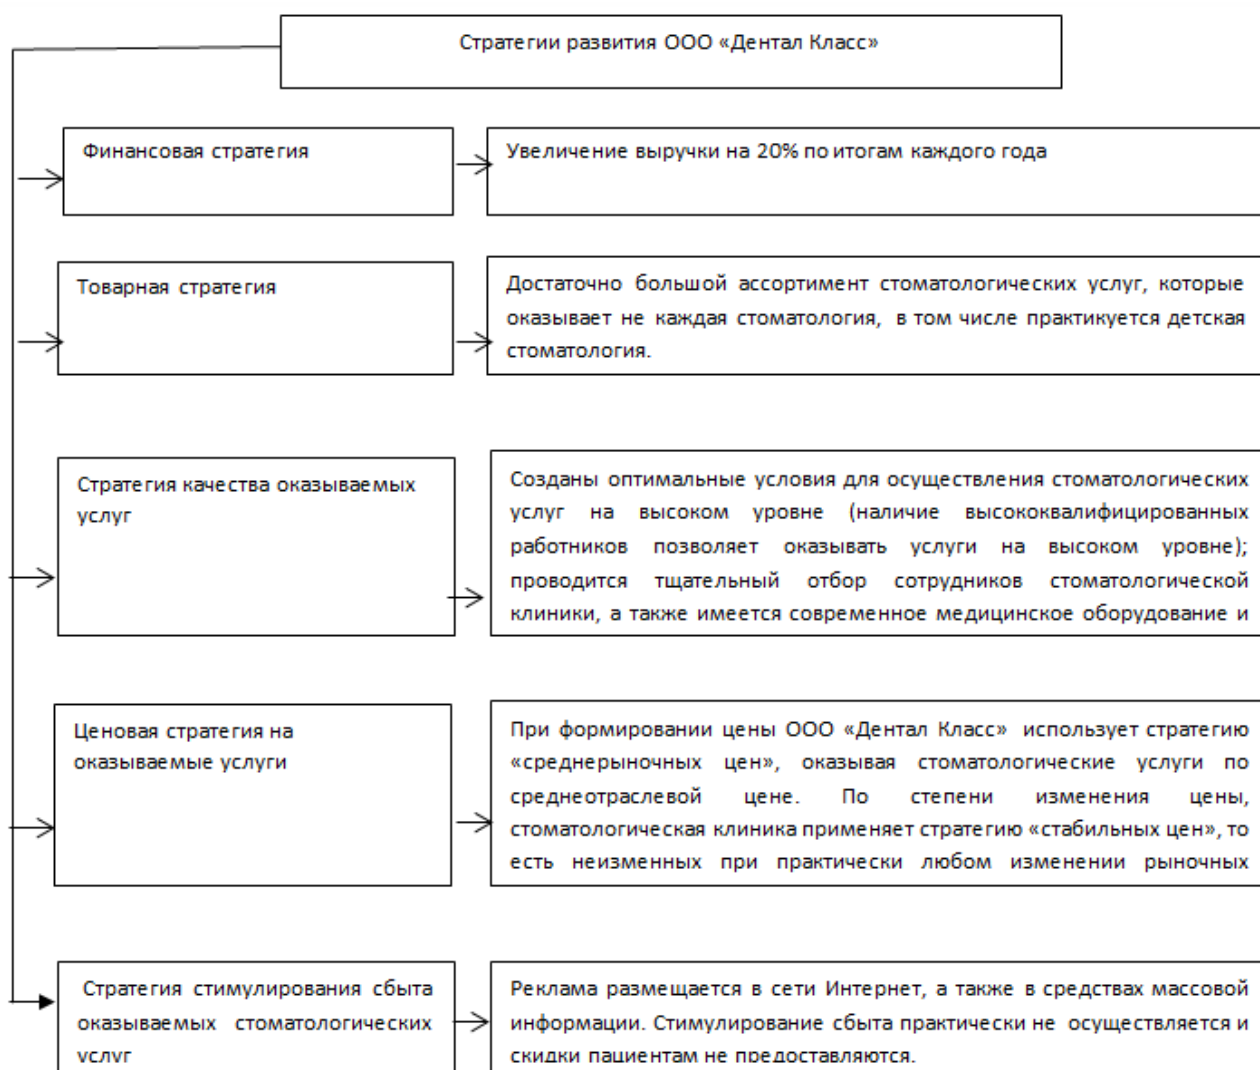 Стратегии развития ООО «Дентал Класс»
Финансовая стратегия
Увеличение выручки на 20% по итогам каждого года
Товарная стратегия
Достаточно большой ассортимент стоматологических услуг, которые
оказывает не каждая стоматология, в том числе практикуется детская
стоматология.
Стратегия качества оказываемых
услуг
Созданы оптимальные условия для осуществления стоматологических
услуг на высоком уровне (наличие высококвалифицированных
работников позволяет оказывать услуги на высоком уровне);
проводится тщательный отбор сотрудников стоматологической
клиники, а также имеется современное медицинское оборудование и
Ценовая стратегия на
оказываемые услуги
При формировании цены ООО «Дентал Класс» использует стратегию
«среднерыночных цен», оказывая стоматологические услуги по
среднеотраслевой цене. По степени изменения цены,
стоматологическая клиника применяет стратегию «стабильных цен», то
есть неизменных при практически любом изменении рыночных
Стратегия стимулирования сбыта
оказываемых стоматологических
услуг
Реклама размещается в сети Интернет, а также в средствах массовой
информации. Стимулирование сбыта практически не осуществляется и
скидки пациентам не предоставляются.